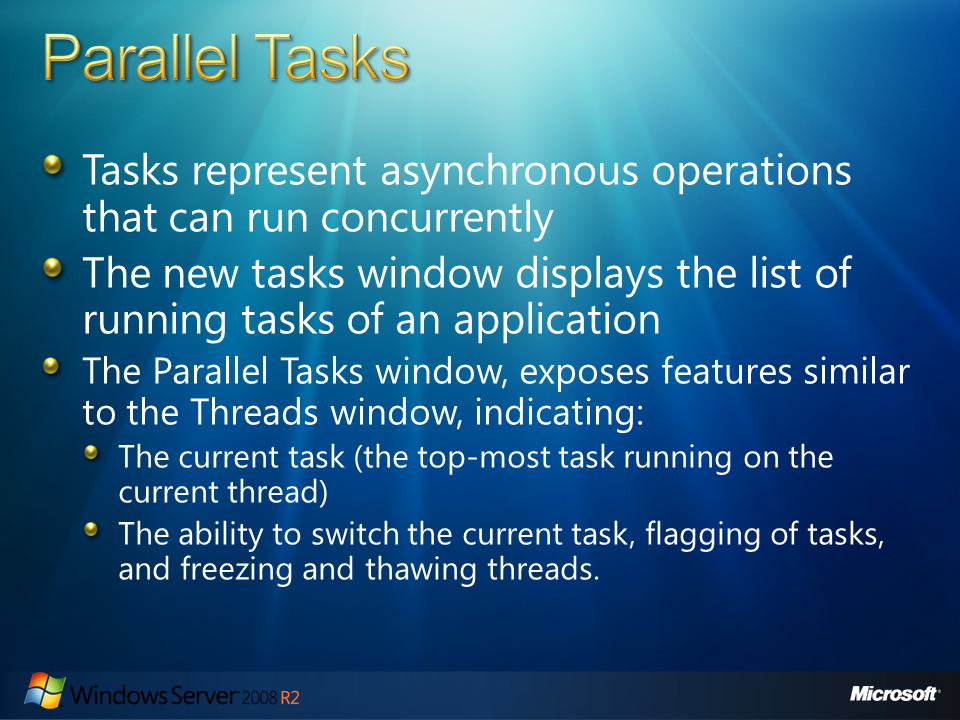 Parallel Tasks
Tasks represent asynchronous operations
that can run concurrently
The new tasks window displays the list of
running tasks of an application
The Parallel Tasks window, exposes features similar
to the Threads window, indicating:
The current task (the top-most task running on the
current thread)
The ability to switch the current task, flagging of tasks,
and freezing and thawing threads.
Windows Server 2008 R2
Microsoft